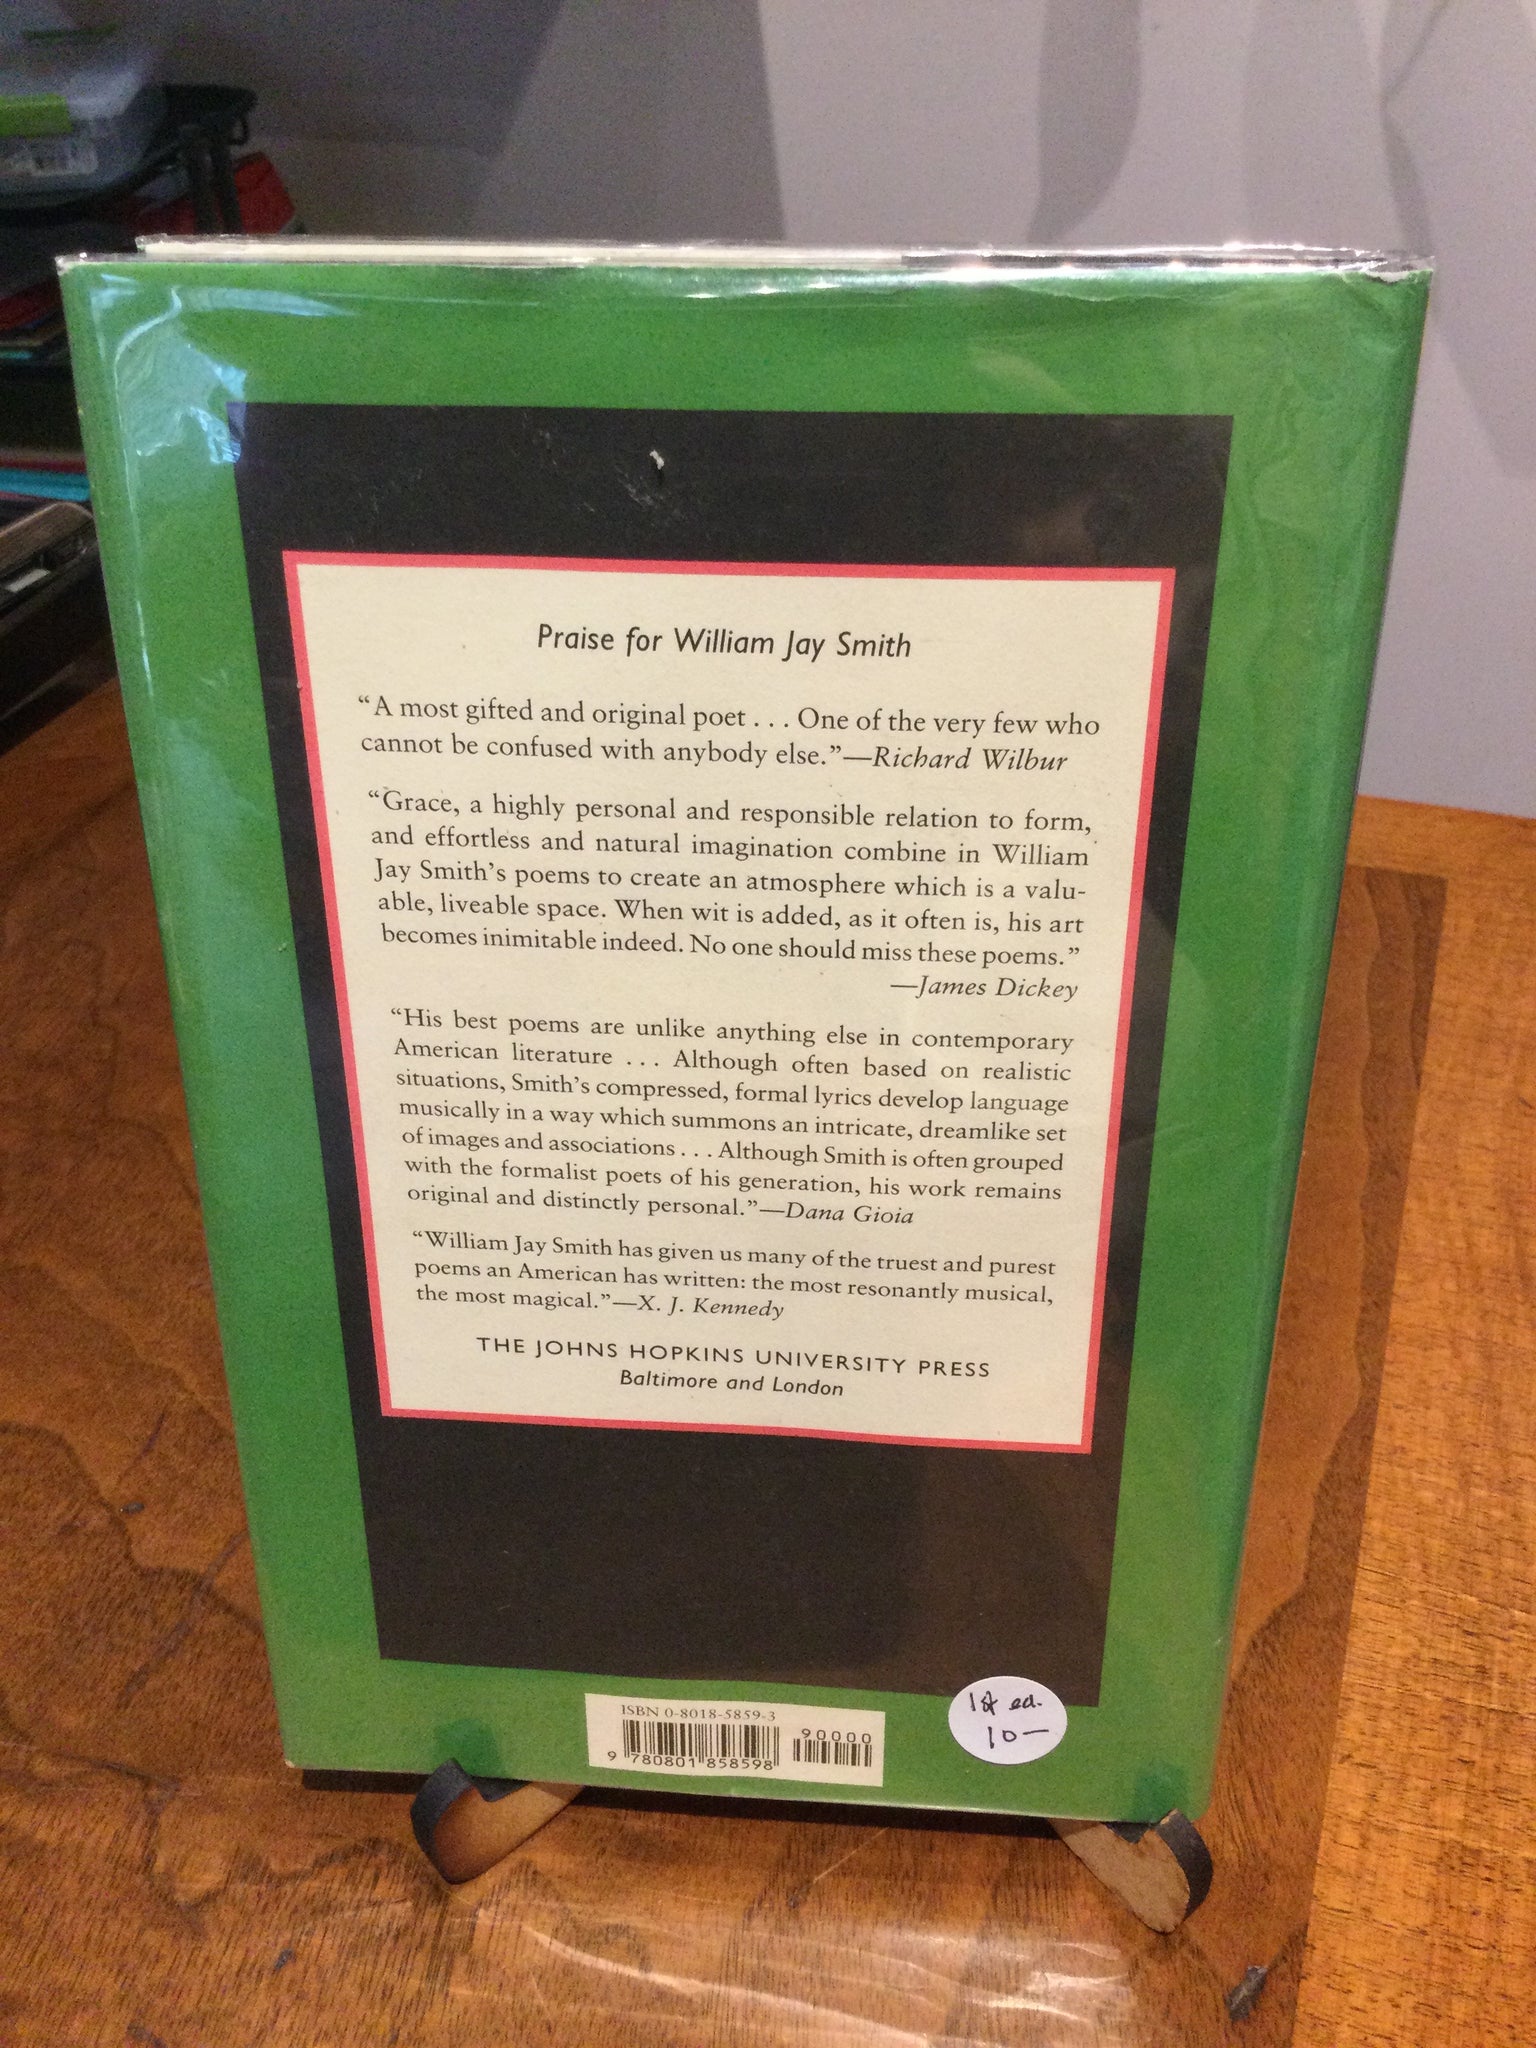 Praise for William Jay Smith
“A most gifted and original poet . . . One of the very few who
cannot be confused with anybody else.”—Richard Wilbur
“Grace, a highly personal and responsible relation to form,
and effortless and natural imagination combine in William
Jay Smith’s poems to create an atmosphere which is a valu-
able, liveable space. When wit is added, as it often is, his art
becomes inimitable indeed. No one should miss these poems.”
—James Dickey
“His best poems are unlike anything else in contemporary
American literature . . . Although often based on realistic
situations, Smith’s compressed, formal lyrics develop language
musically in a way which summons an intricate, dreamlike set
of images and associations . . . Although Smith is often grouped
with the formalist poets of his generation, his work remains
original and distinctly personal.”—Dana Gioia
“William Jay Smith has given us many of the truest and purest
poems an American has written: the most resonantly musical,
the most magical.”—X. J. Kennedy
THE JOHNS HOPKINS UNIVERSITY PRESS
Baltimore and London
ISBN 0-8018-5859-3
90000
9 780801 858598
1st ed.
10—